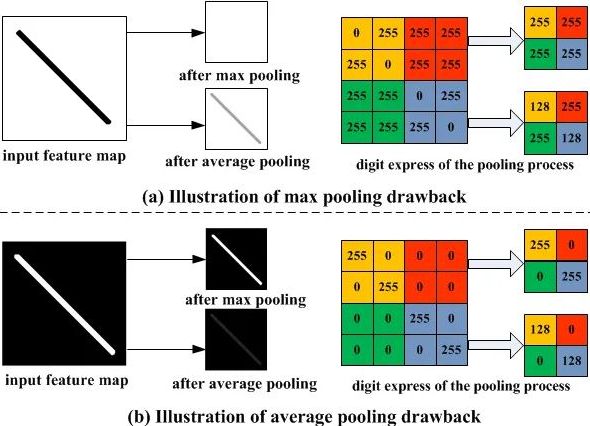 input feature map
after max pooling
after average pooling
0 255 255 255
255 0 255 255
255 255 0 255
255 255 255 0
255 255
255 255
128 255
255 128
digit express of the pooling process
(a) Illustration of max pooling drawback
input feature map
after max pooling
after average pooling
255 0 0 0
0 255 0 0
0 0 255 0
0 0 0 255
255 0
0 255
128 0
0 128
digit express of the pooling process
(b) Illustration of average pooling drawback